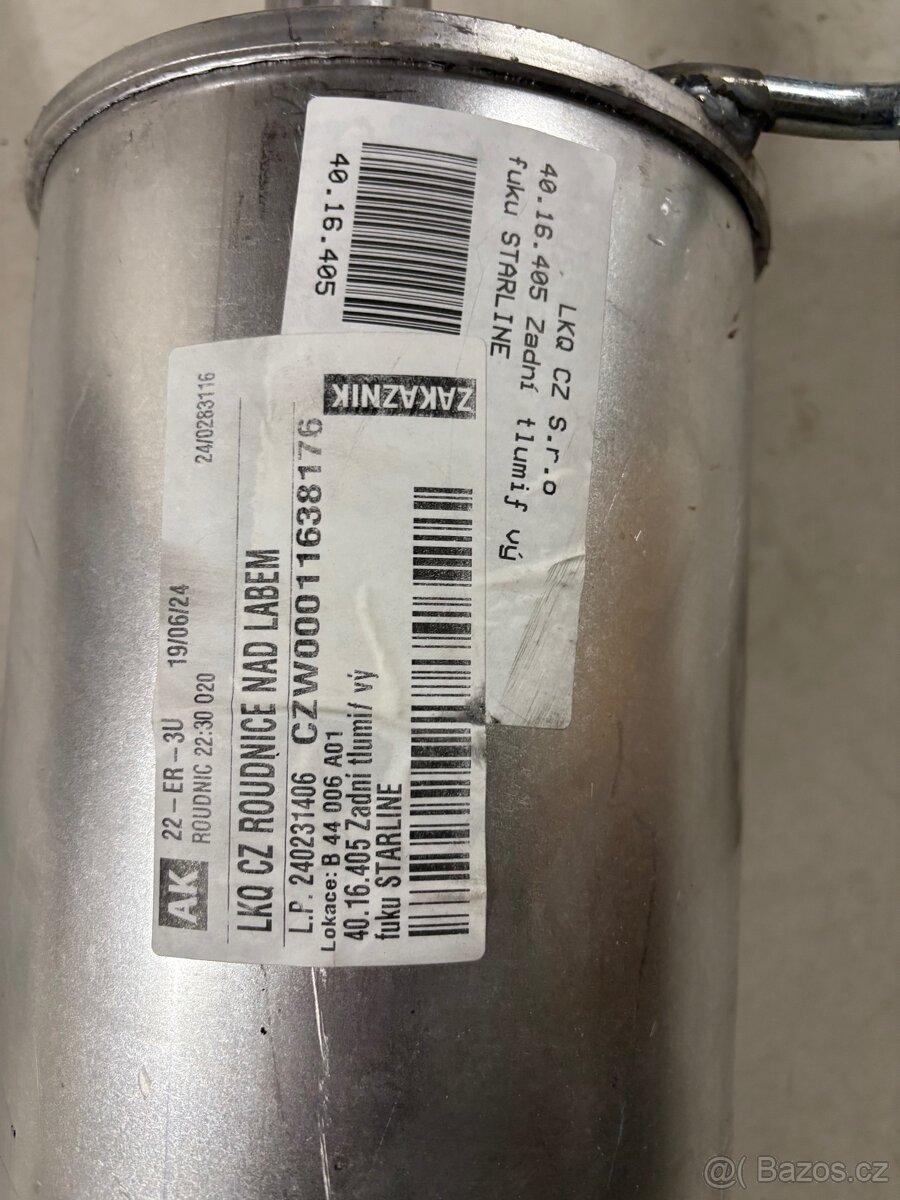 LKQ CZ S.r.o
40.16.405 Zadní tlumiƒ vý
fuku STARLINE
40.16.405
ZAKAZNIK
AK 22-ER-3U 19/06/24
ROUDNIC 22:30 020 24/0283116
LKQ CZ ROUDNICE NAD LABEM
L.P. 240231406 CZW00011638176
Lokace: B 44 006 A01
40.16.405 Zadní tlumiƒ vý
fuku STARLINE
@( Bazos.cz